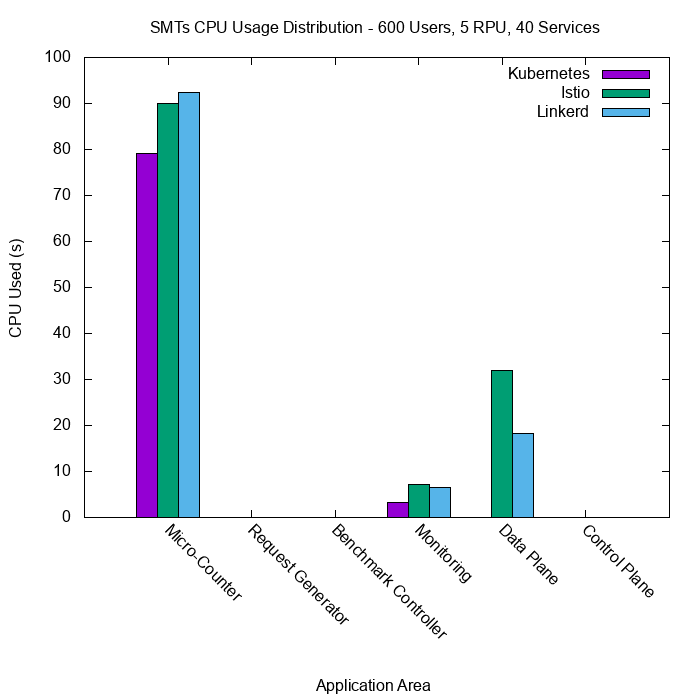 SMTs CPU Usage Distribution - 600 Users, 5 RPU, 40 Services
Kubernetes
Istio
Linkerd
100
90
80
70
60
50
40
30
20
10
0
CPU Used (s)
Micro-Counter
Request Generator
Benchmark Controller
Monitoring
Data Plane
Control Plane
Application Area